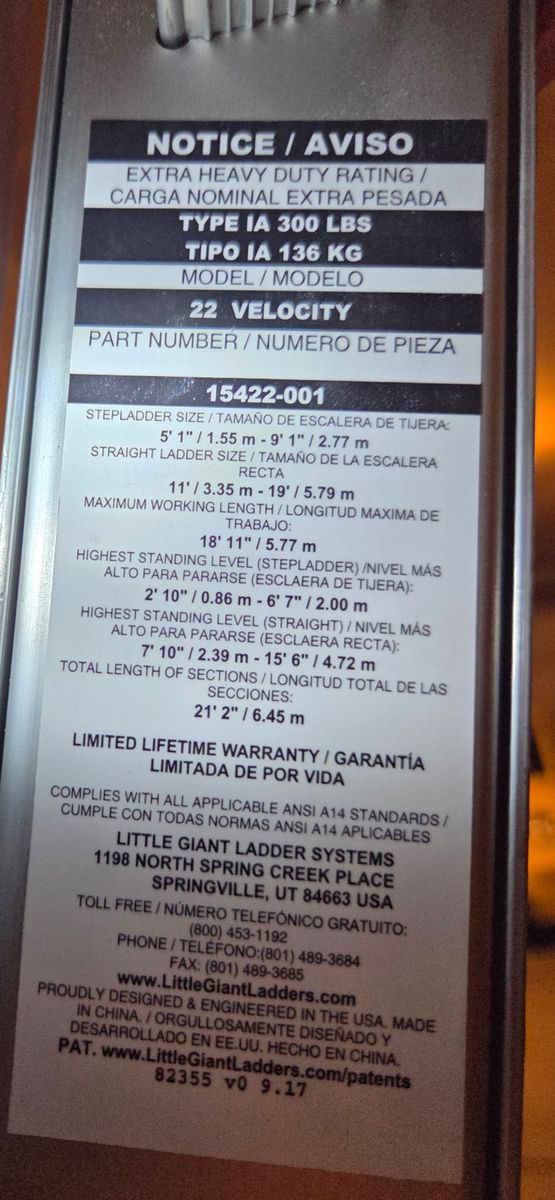 NOTICE / AVISO
EXTRA HEAVY DUTY RATING /
CARGA NOMINAL EXTRA PESADA
TYPE IA 300 LBS
TIPO IA 136 KG
MODEL / MODELO
22 VELOCITY
PART NUMBER / NUMERO DE PIEZA
15422-001
STEPLADDER SIZE / TAMAÑO DE ESCALERA DE TIJERA:
5' 1" / 1.55 m - 9' 1" / 2.77 m
STRAIGHT LADDER SIZE / TAMAÑO DE LA ESCALERA
RECTA
11' / 3.35 m - 19' / 5.79 m
MAXIMUM WORKING LENGTH / LONGITUD MAXIMA DE
TRABAJO:
18' 11" / 5.77 m
HIGHEST STANDING LEVEL (STEPLADDER) /NIVEL MÁS
ALTO PARA PARARSE (ESCLAERA DE TIJERA):
2' 10" / 0.86 m - 6' 7" / 2.00 m
HIGHEST STANDING LEVEL (STRAIGHT) / NIVEL MÁS
ALTO PARA PARARSE (ESCLAERA RECTA):
7' 10" / 2.39 m - 15' 6" / 4.72 m
TOTAL LENGTH OF SECTIONS / LONGITUD TOTAL DE LAS
SECCIONES:
21' 2" / 6.45 m
LIMITED LIFETIME WARRANTY / GARANTÍA
LIMITADA DE POR VIDA
COMPLIES WITH ALL APPLICABLE ANSI A14 STANDARDS /
CUMPLE CON TODAS NORMAS ANSI A14 APLICABLES
LITTLE GIANT LADDER SYSTEMS
1198 NORTH SPRING CREEK PLACE
SPRINGVILLE, UT 84663 USA
TOLL FREE / NÚMERO TELEFÓNICO GRATUITO:
(800) 453-1192
PHONE / TELÉFONO:(801) 489-3684
FAX: (801) 489-3685
www.LittleGiantLadders.com
PROUDLY DESIGNED & ENGINEERED IN THE USA. MADE
IN CHINA. / ORGULLOSAMENTE DISEÑADO Y
DESARROLLADO EN EE.UU. HECHO EN CHINA.
PAT. www.LittleGiantLadders.com/patents
82355 v0 9.17